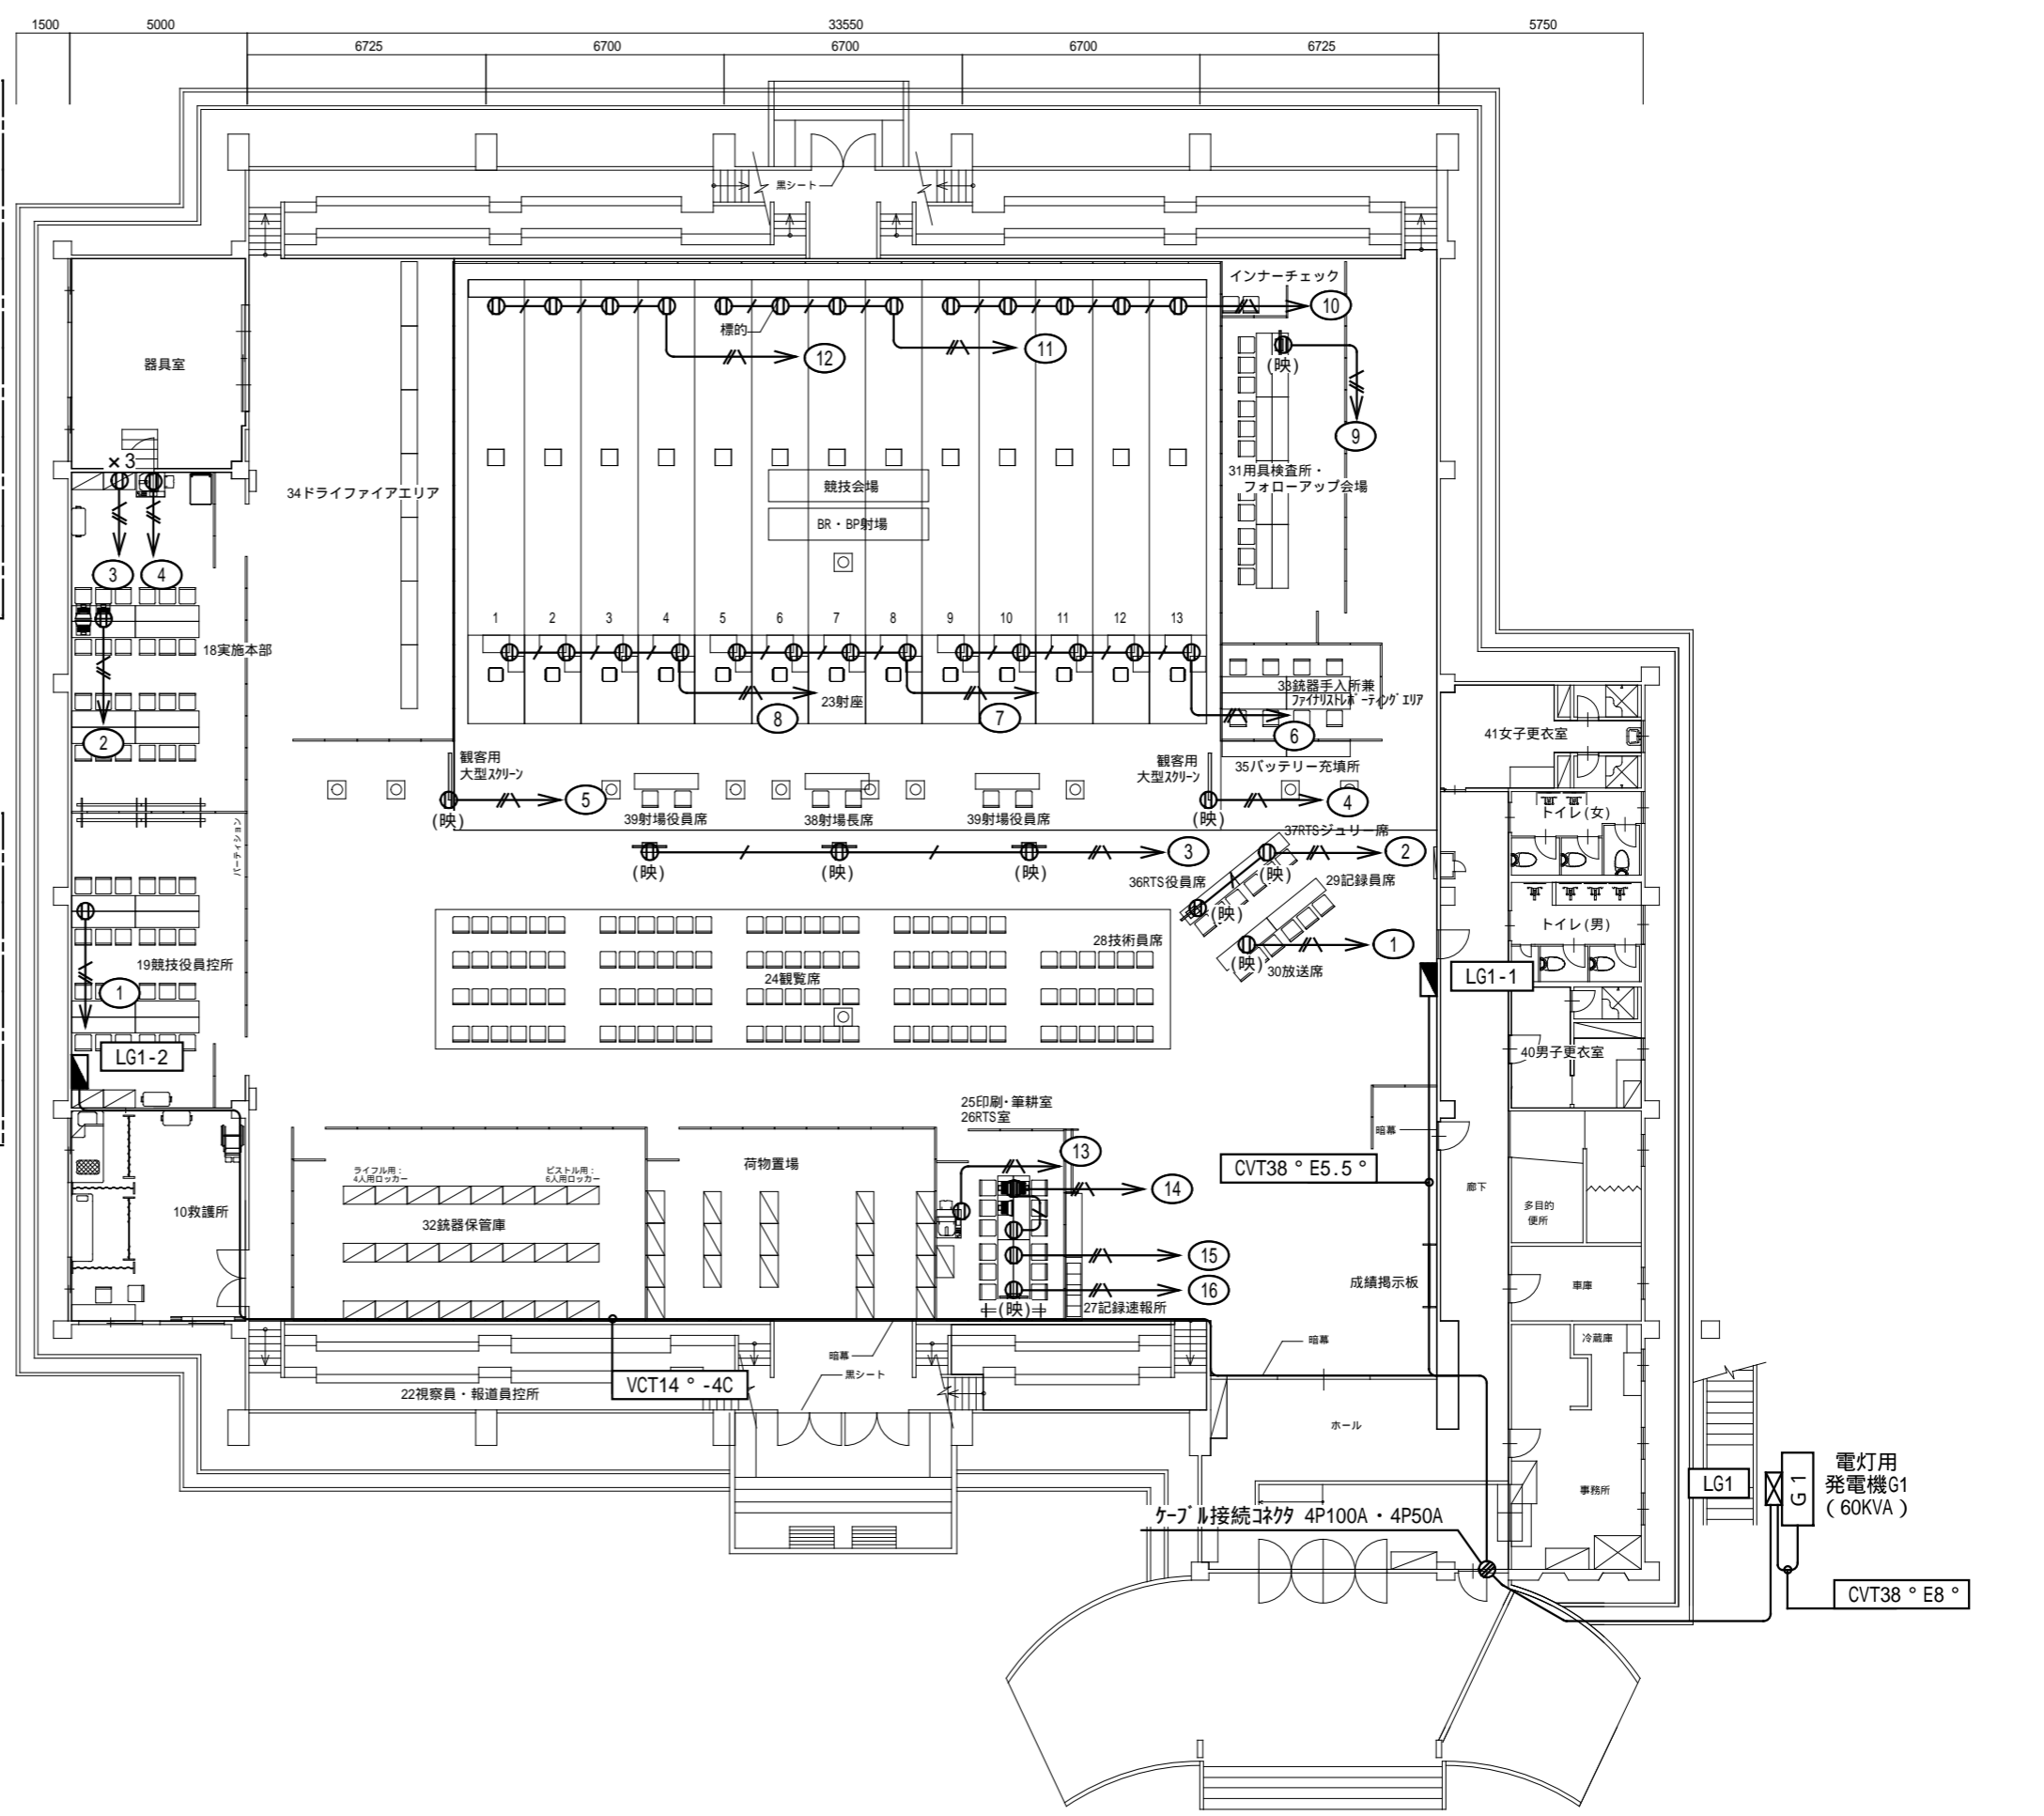 1500 5000 33550 5750
6725 6700 6700 6700 6725
黒シート
インナーチェック
10
標的
12
11
(映)
9
器具室
×3
34ドライファイアエリア
競技会場
BR・BP射場
31用具検査所・
フォローアップ会場
3 4
18実施本部
2
1 2 3 4 5 6 7 8 9 10 11 12 13
23射座
8
7
33銃器手入所兼
ファイナリストレポーティングエリア
6
41女子更衣室
観客用
大型スクリーン
観客用
大型スクリーン
35バッテリー充填所
(映)
5
39射場役員席
38射場長席
39射場役員席
(映)
4
トイレ(女)
パーティション
37RTSジュリー席
(映)
(映)
(映)
3
(映)
2
36RTS役員席
29記録員席
(映)
トイレ(男)
28技術員席
(映)
1
30放送席
19競技役員控所
24観覧席
1
LG1-1
LG1-2
40男子更衣室
25印刷・筆耕室
26RTS室
暗幕
13
ライフル用：
4人用ロッカー
ピストル用：
6人用ロッカー
荷物置場
CVT38°E5.5°
14
廊下
多目的
便所
10救護所
32銃器保管庫
15
16
成績掲示板
車庫
(映)
27記録速報所
暗幕
黒シート
暗幕
冷蔵庫
VCT14°-4C
22視察員・報道員控所
ホール
事務所
LG1
G1
電灯用
発電機G1
(60KVA)
ケーブル接続コネクタ 4P100A・4P50A
CVT38°E8°